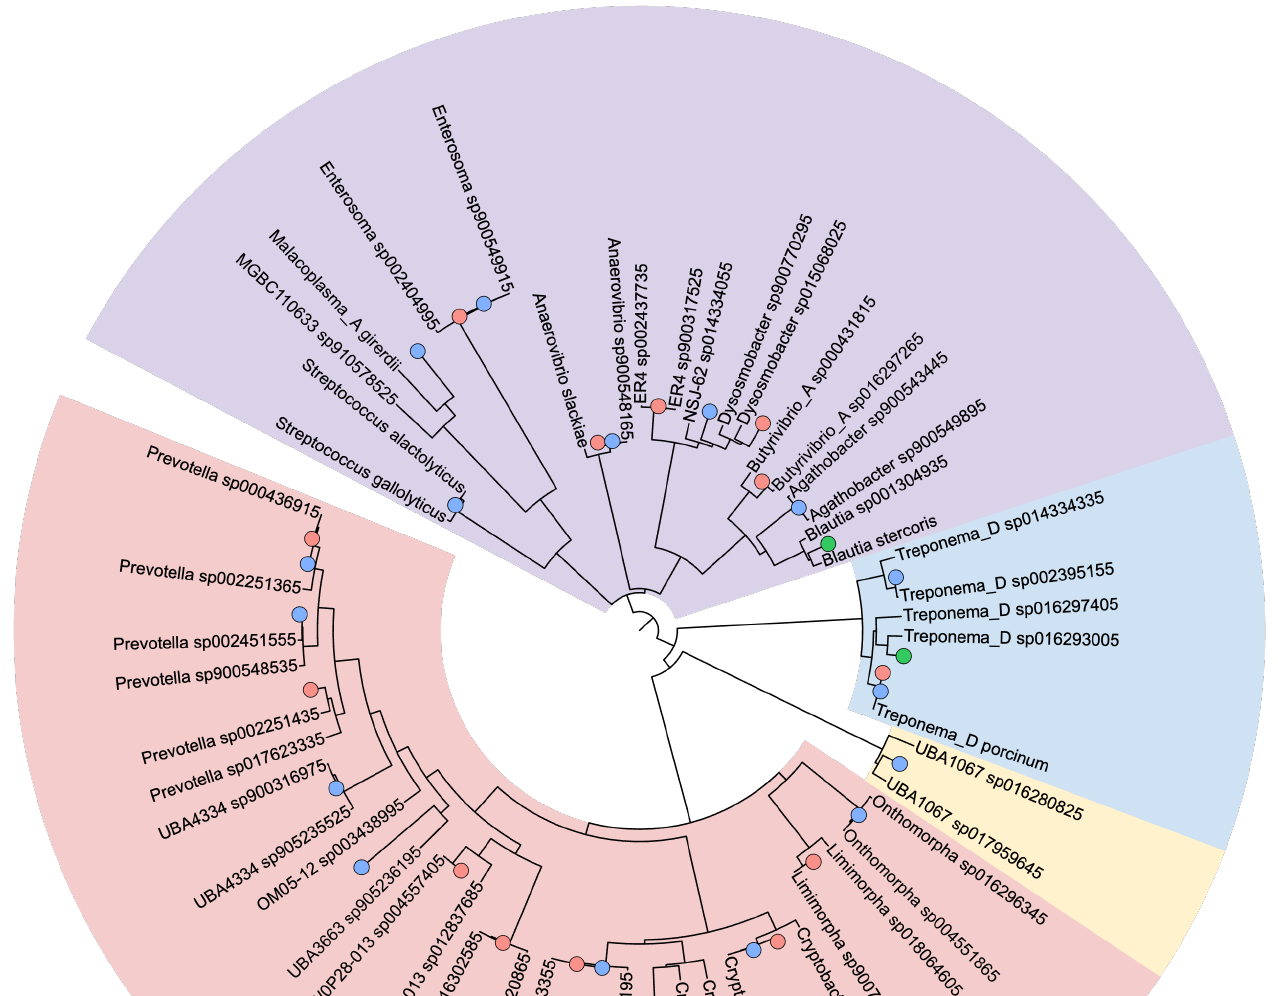 Enterosoma sp900549915
Enterosoma sp002404995
Malacoplasma_A girerdii
MGBC110633 sp910578525
Streptococcus alactolyticus
Streptococcus gallolyticus
Anaerovibrio slackiae
Anaerovibrio sp900548165
ER4 sp002437735
ER4 sp900317525
NSJ-62 sp014334055
Dysosmobacter sp900770295
Dysosmobacter sp015068025
Butyrivibrio_A sp000431815
Butyrivibrio_A sp016297265
Agathobacter sp900543445
Agathobacter sp900549895
Blautia sp001304935
Blautia stercoris
Treponema_D sp014334335
Treponema_D sp002395155
Treponema_D sp016297405
Treponema_D sp016293005
Treponema_D porcinum
UBA1067 sp016280825
UBA1067 sp017959645
Onthomorpha sp016296345
Onthomorpha sp004551865
Limimorpha sp018064605
Limimorpha sp9007
Cryptobac
Crypt
Cr
Cr
195
3355
20865
16302585
013 sp012837685
0P28-013 sp004557405
UBA3663 sp905236195
OM05-12 sp003438995
UBA4334 sp905235525
UBA4334 sp900316975
Prevotella sp017623335
Prevotella sp002251435
Prevotella sp900548535
Prevotella sp002451555
Prevotella sp002251365
Prevotella sp000436915